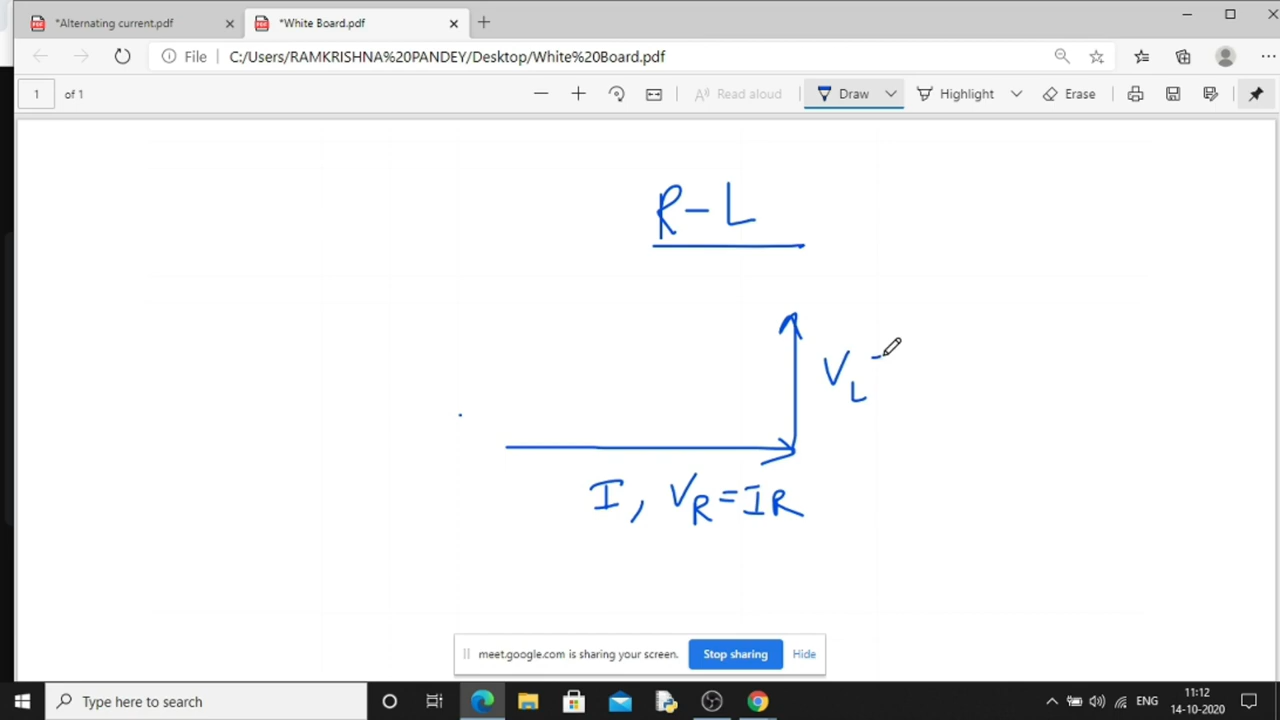 *Alternating current.pdf
*White Board.pdf
File
C:/Users/RAMKRISHNA%20PANDEY/Desktop/White%20Board.pdf
1 of 1
Read aloud
Draw
Highlight
Erase
R-L
V_L -
I, V_R = IR
meet.google.com is sharing your screen.
Stop sharing
Hide
Type here to search
ENG
11:12
14-10-2020